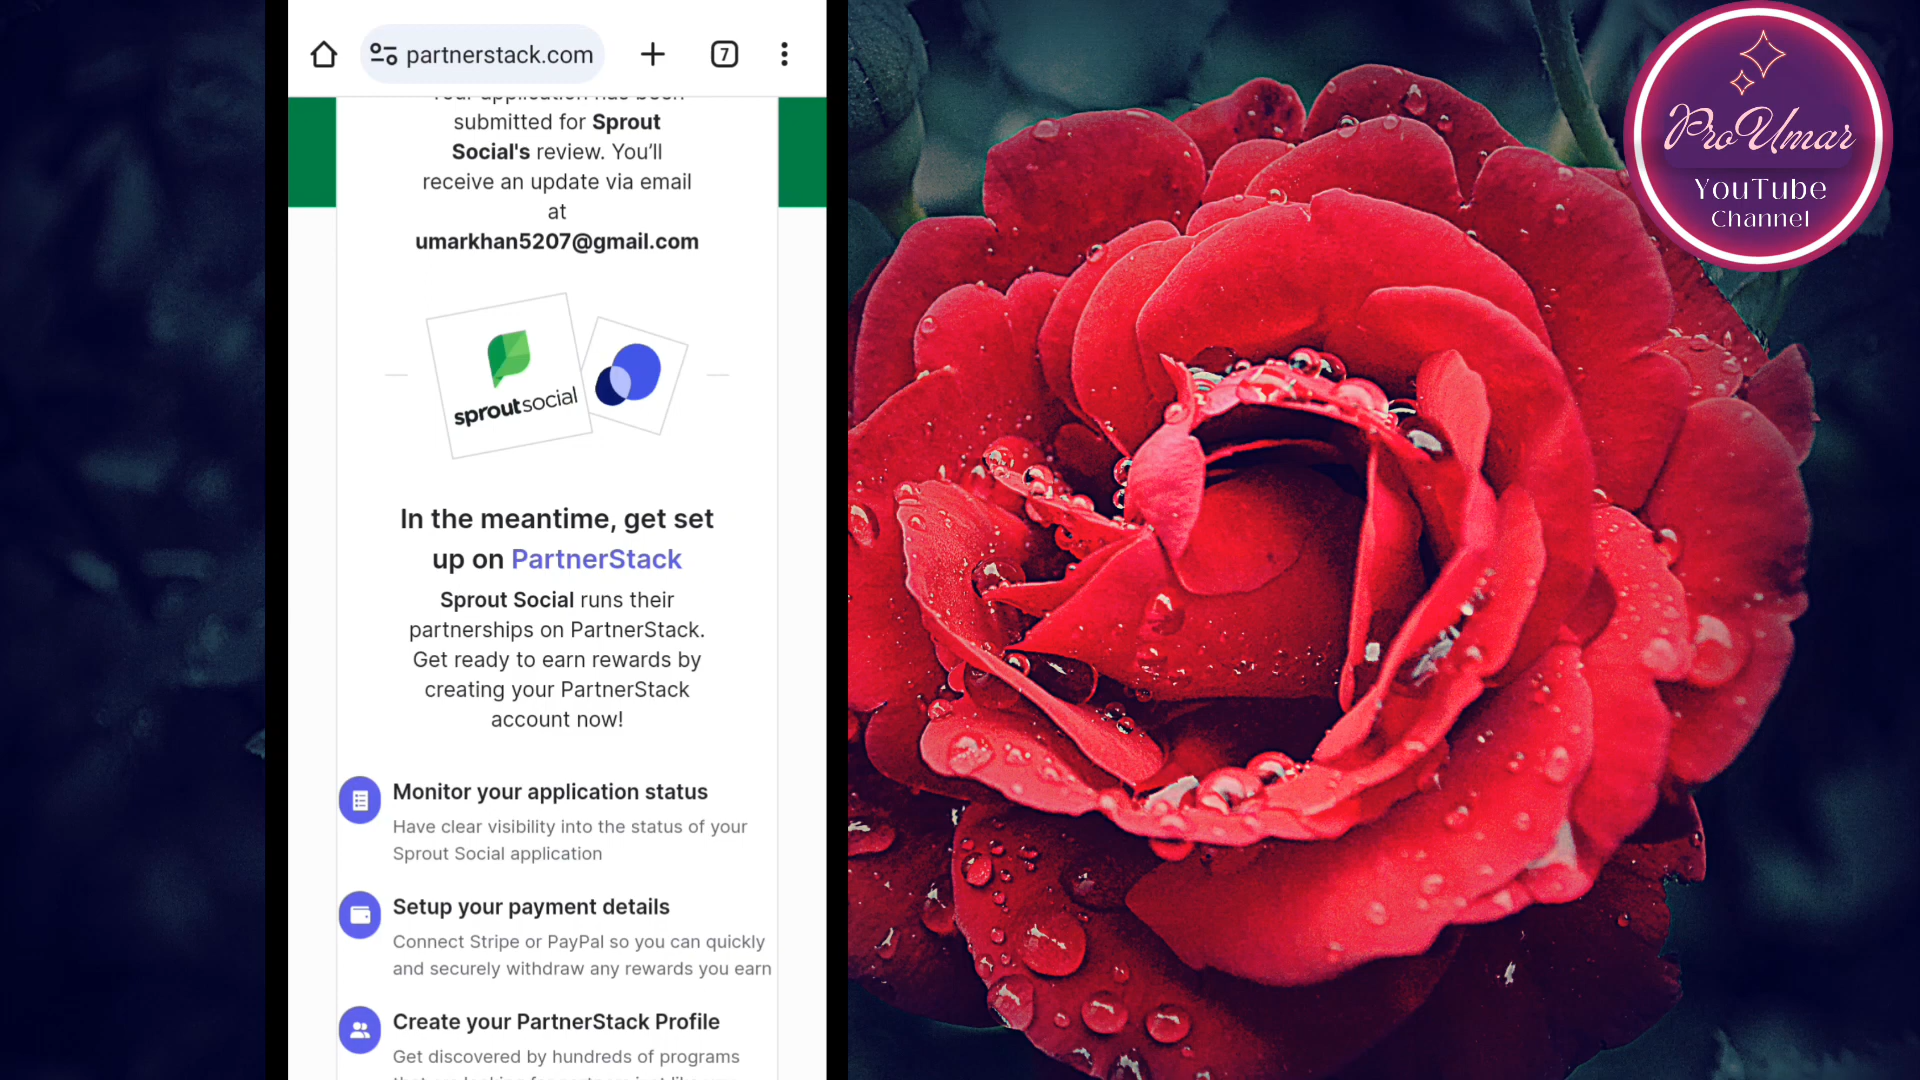 partnerstack.com
7
Your application has been
submitted for Sprout
Social's review. You'll
receive an update via email
at
umarkhan5207@gmail.com
sproutsocial
In the meantime, get set
up on PartnerStack
Sprout Social runs their
partnerships on PartnerStack.
Get ready to earn rewards by
creating your PartnerStack
account now!
Monitor your application status
Have clear visibility into the status of your
Sprout Social application
Setup your payment details
Connect Stripe or PayPal so you can quickly
and securely withdraw any rewards you earn
Create your PartnerStack Profile
Get discovered by hundreds of programs
ProUmar
YouTube
Channel